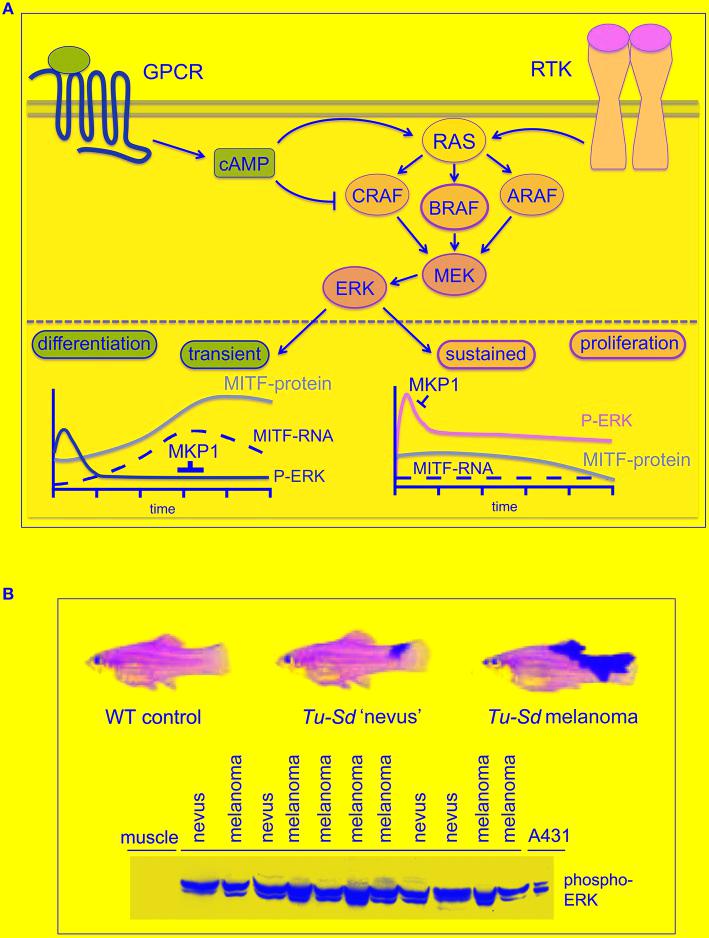 A
GPCR
RTK
cAMP
RAS
CRAF
BRAF
ARAF
MEK
ERK
differentiation
transient
sustained
proliferation
MITF-protein
MITF-RNA
MKP1
P-ERK
time
MKP1
P-ERK
MITF-protein
MITF-RNA
time
B
WT control
Tu-Sd 'nevus'
Tu-Sd melanoma
muscle
nevus
melanoma
nevus
melanoma
melanoma
melanoma
melanoma
nevus
nevus
melanoma
melanoma
A431
phospho-
ERK